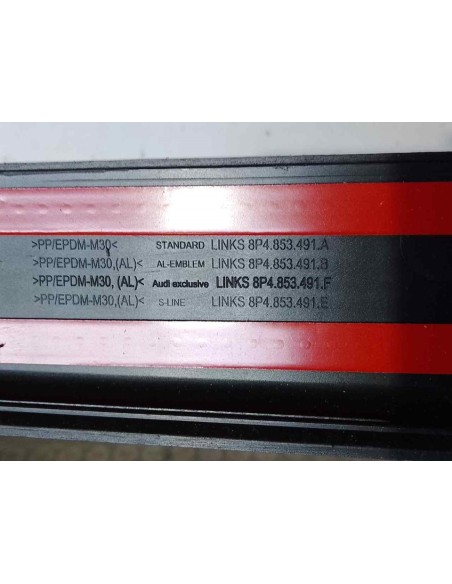 >PP/EPDM-M30< STANDARD LINKS 8P4.853.491.A
>PP/EPDM-M30,(AL)< AL-EMBLEM LINKS 8P4.853.491.B
>PP/EPDM-M30,(AL)< Audi exclusive LINKS 8P4.853.491.F
>PP/EPDM-M30,(AL)< S-LINE LINKS 8P4.853.491.E